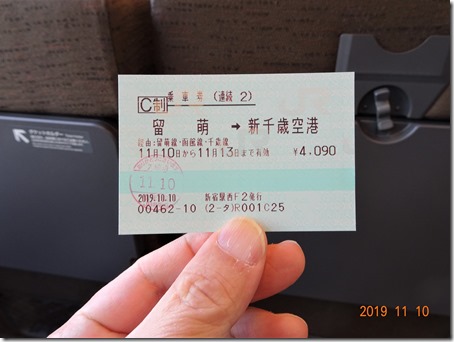 C制 乗車券 (連続 2)
留萌 → 新千歳空港
経由:留萌線・函館線・千歳線
11月10日から11月13日まで有効 ¥4,090
11.10
2019.10.10 新宿駅西F2発行
00462-10 (2-タ)R001C25
2019 11 10